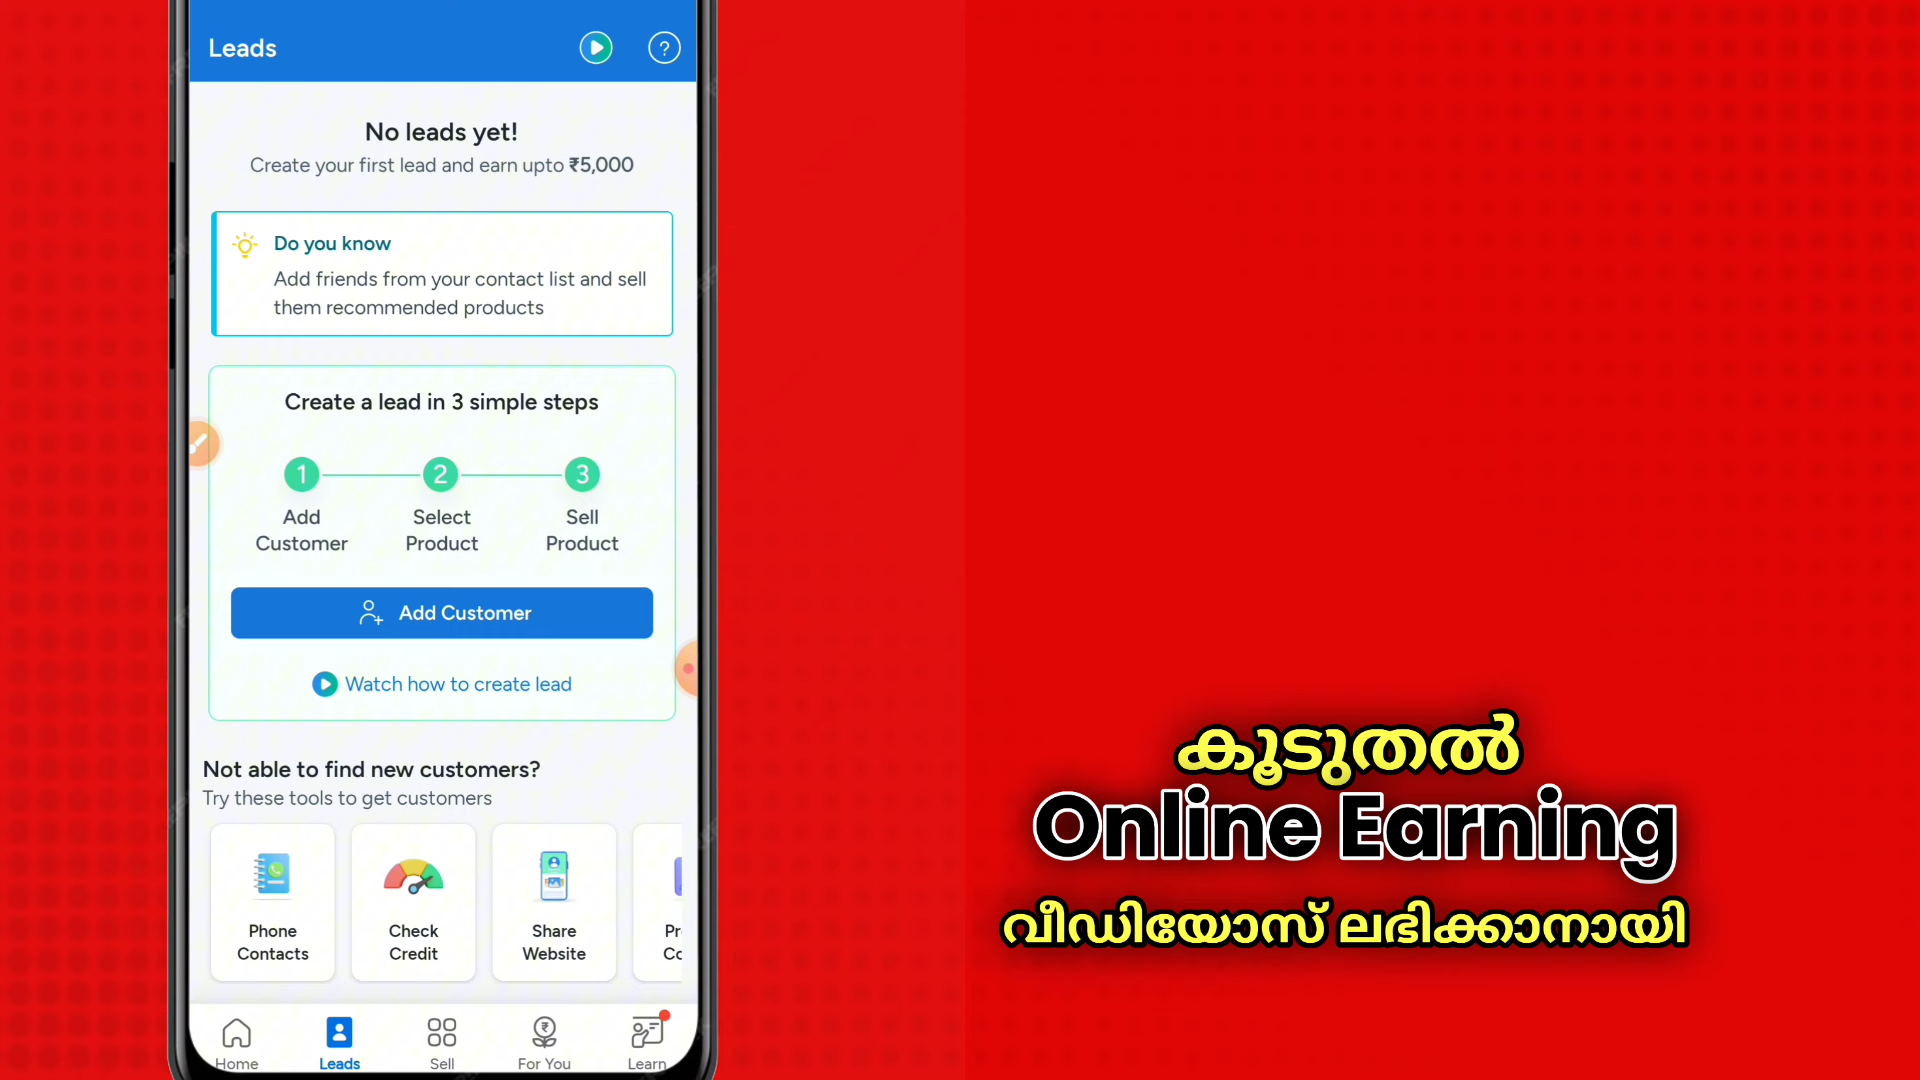 Leads
?
No leads yet!
Create your first lead and earn upto ₹5,000
Do you know
Add friends from your contact list and sell
them recommended products
Create a lead in 3 simple steps
1 2 3
Add Customer
Select Product
Sell Product
Add Customer
Watch how to create lead
Not able to find new customers?
Try these tools to get customers
Phone Contacts
Check Credit
Share Website
Home
Leads
Sell
For You
Learn
കൂടുതൽ
Online Earning
വീഡിയോസ് ലഭിക്കാനായി